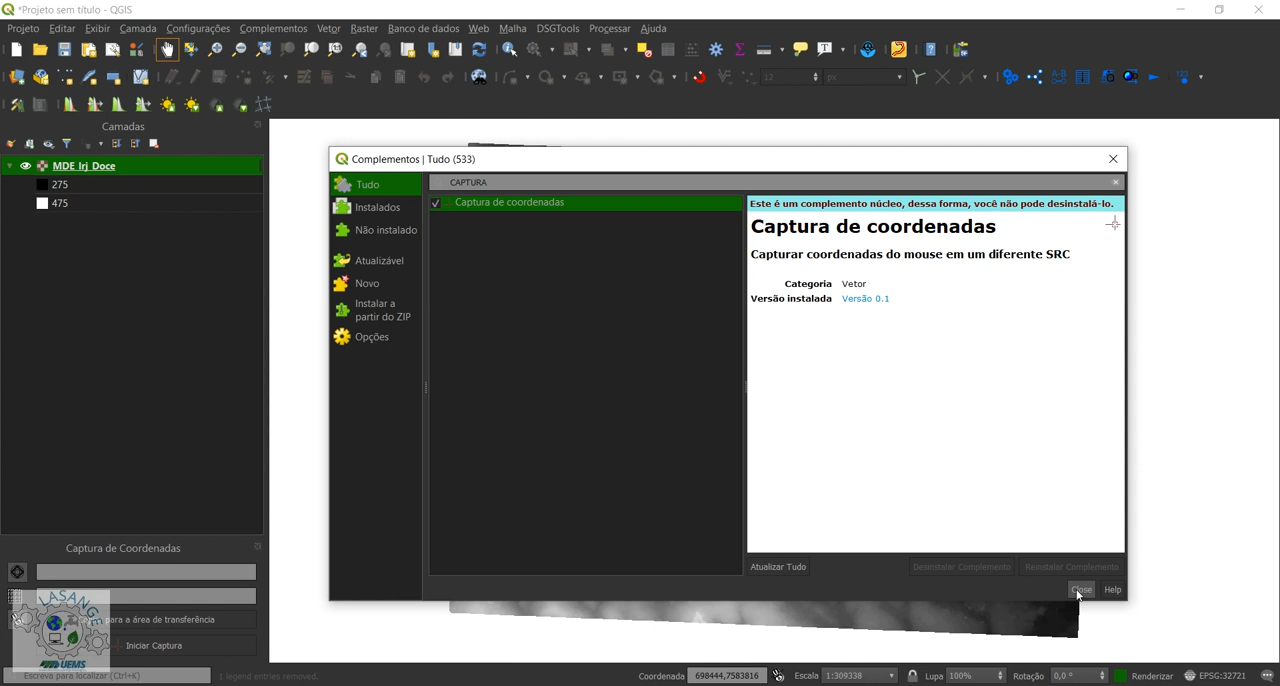 *Projeto sem título - QGIS
Projeto Editar Exibir Camada Configurações Complementos Vetor Raster Banco de dados Web Malha DSGTools Processar Ajuda
12 px
Camadas
MDE Irj Doce
275
475
Complementos | Tudo (533)
Tudo
Instalados
Não instalado
Atualizável
Novo
Instalar a
partir do ZIP
Opções
CAPTURA
Captura de coordenadas
Este é um complemento núcleo, dessa forma, você não pode desinstalá-lo.
Captura de coordenadas
Capturar coordenadas do mouse em um diferente SRC
Categoria Vetor
Versão instalada Versão 0.1
Atualizar Tudo Desinstalar Complemento Reinstalar Complemento
Close Help
Captura de Coordenadas
para a área de transferência
Iniciar Captura
LASANG
UEMS
Escreva para localizar (Ctrl+K) 1 legend entries removed. Coordenada 698444,7583816 Escala 1:309338 Lupa 100% Rotação 0,0 ° Renderizar EPSG:32721